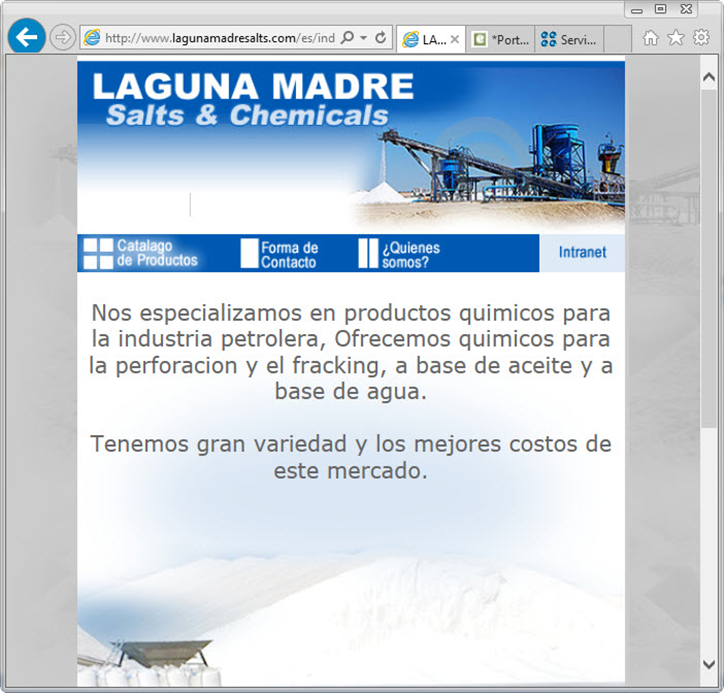 http://www.lagunamadresalts.com/es/ind
LA...
*Port...
Servi...
LAGUNA MADRE
Salts & Chemicals
Catalago
de Productos
Forma de
Contacto
¿Quienes
somos?
Intranet
Nos especializamos en productos quimicos para
la industria petrolera, Ofrecemos quimicos para
la perforacion y el fracking, a base de aceite y a
base de agua.
Tenemos gran variedad y los mejores costos de
este mercado.